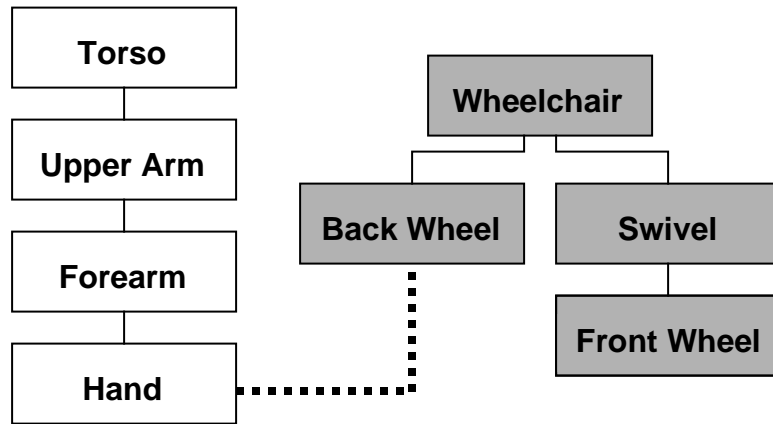 Torso
Upper Arm
Forearm
Hand
Wheelchair
Back Wheel
Swivel
Front Wheel